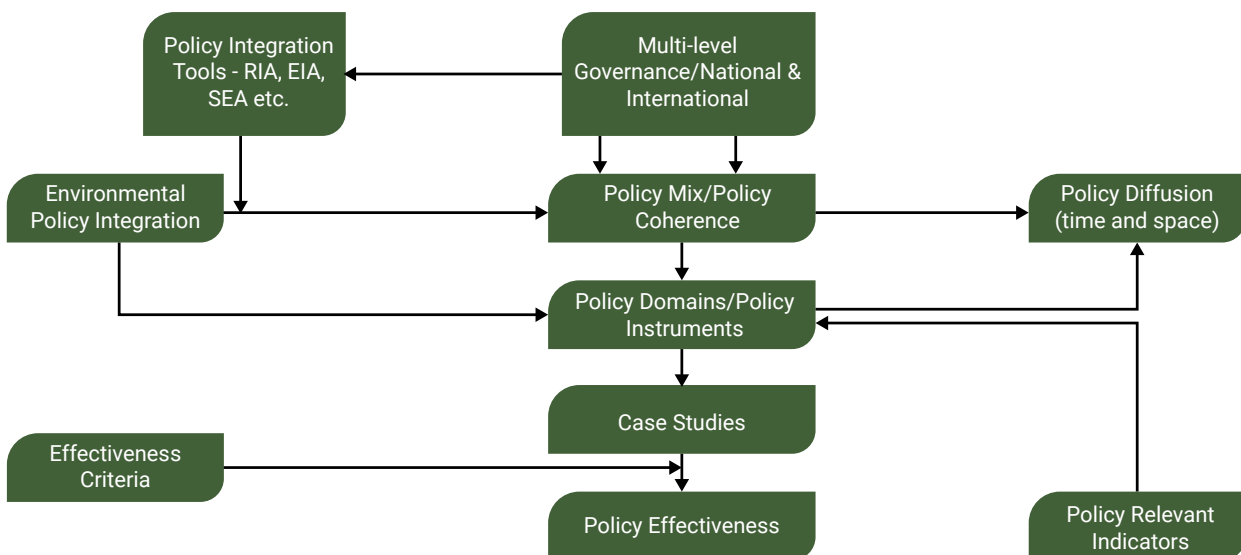 Policy Integration
Tools - RIA, EIA,
SEA etc.
Multi-level
Governance/National &
International
Environmental
Policy Integration
Policy Mix/Policy
Coherence
Policy Diffusion
(time and space)
Policy Domains/Policy
Instruments
Case Studies
Effectiveness
Criteria
Policy Effectiveness
Policy Relevant
Indicators